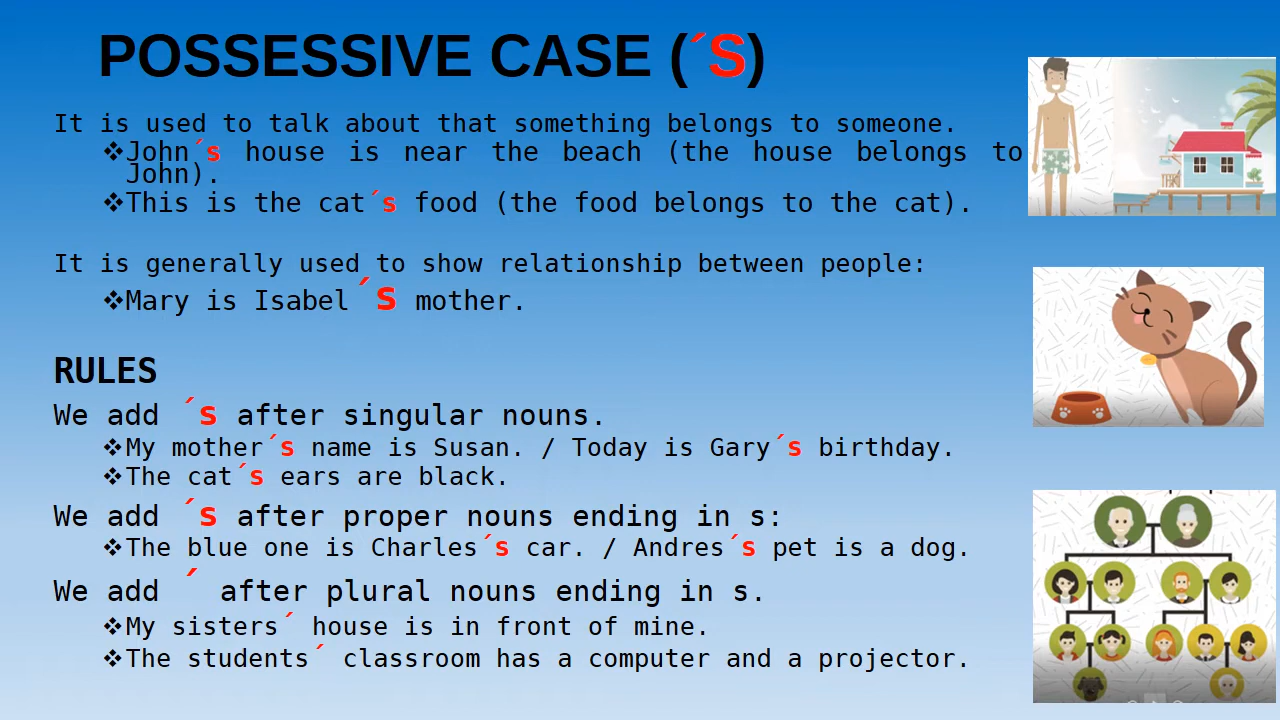 POSSESSIVE CASE (´S)
It is used to talk about that something belongs to someone.
❖John´s house is near the beach (the house belongs to
John).
❖This is the cat´s food (the food belongs to the cat).
It is generally used to show relationship between people:
❖Mary is Isabel´s mother.
RULES
We add ´s after singular nouns.
❖My mother´s name is Susan. / Today is Gary´s birthday.
❖The cat´s ears are black.
We add ´s after proper nouns ending in s:
❖The blue one is Charles´s car. / Andres´s pet is a dog.
We add ´ after plural nouns ending in s.
❖My sisters´ house is in front of mine.
❖The students´ classroom has a computer and a projector.